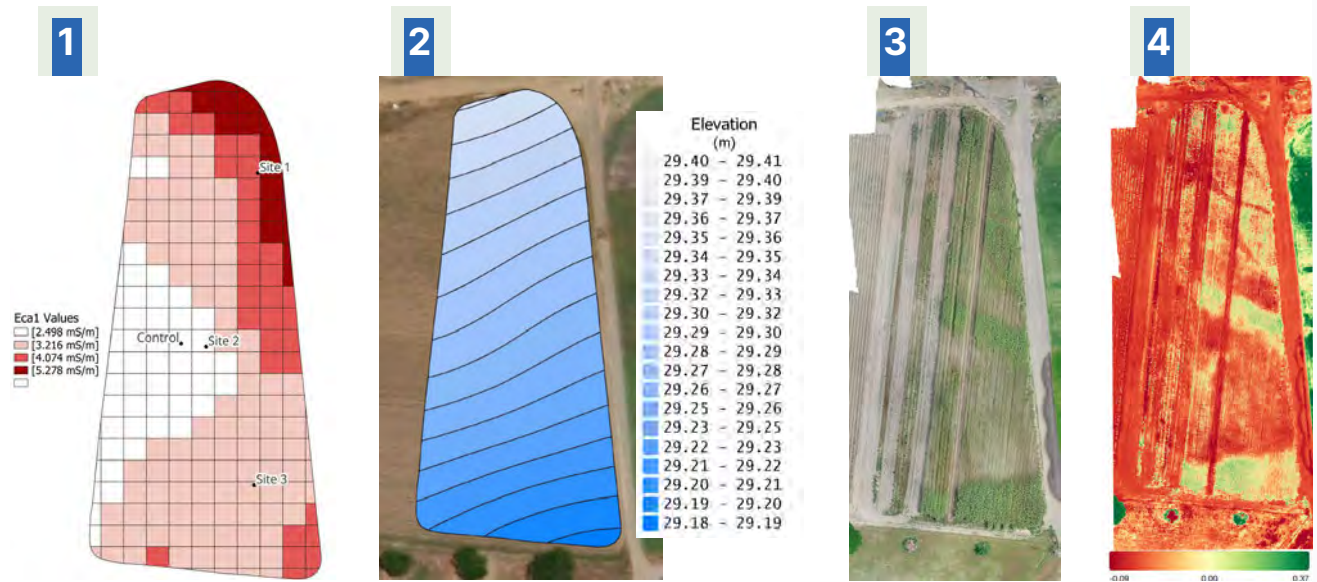 1
2
3
4
Site 1
Control
Site 2
Site 3
Eca1 Values
[2.498 mS/m]
[3.216 mS/m]
[4.074 mS/m]
[5.278 mS/m]
Elevation
(m)
29.40 - 29.41
29.39 - 29.40
29.37 - 29.39
29.36 - 29.37
29.35 - 29.36
29.34 - 29.35
29.33 - 29.34
29.32 - 29.33
29.30 - 29.32
29.29 - 29.30
29.28 - 29.29
29.27 - 29.28
29.26 - 29.27
29.25 - 29.26
29.23 - 29.25
29.22 - 29.23
29.21 - 29.22
29.20 - 29.21
29.19 - 29.20
29.18 - 29.19
-0.09 0.00 0.37